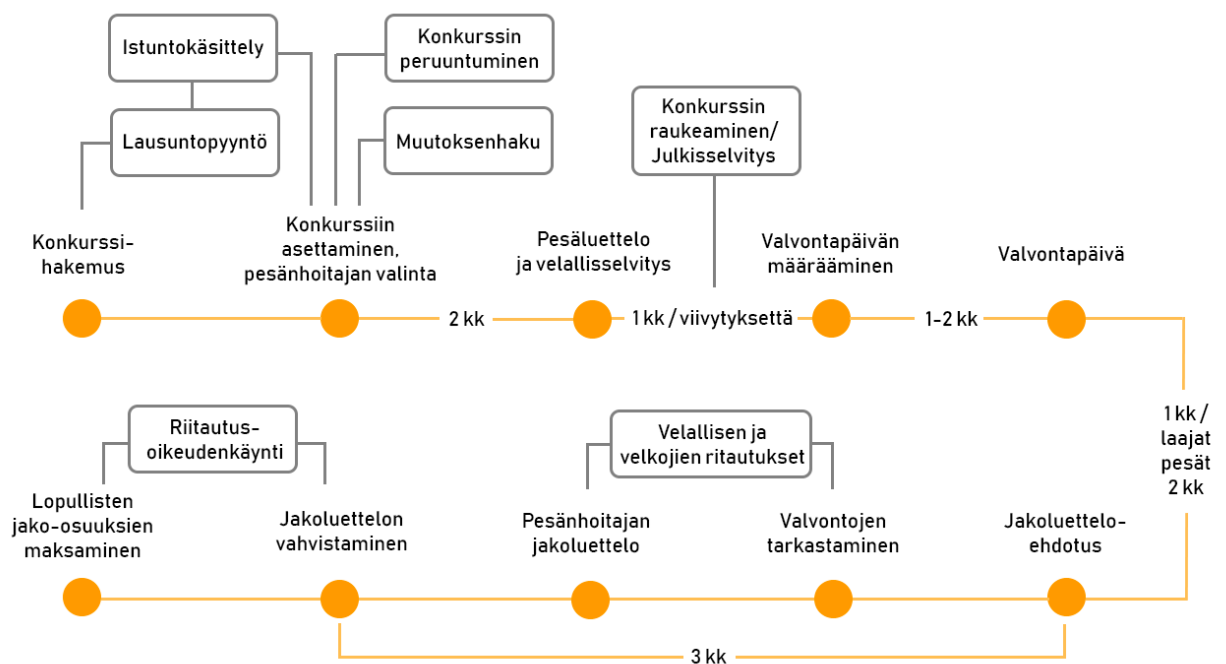 Istuntokäsittely
Lausuntopyyntö
Konkurssin
peruuntuminen
Muutoksenhaku
Konkurssin
raukeaminen/
Julkisselvitys
Konkurssi-
hakemus
Konkurssiin
asettaminen,
pesänhoitajan valinta
Pesäluettelo
ja velallisselvitys
Valvontapäivän
määrääminen
Valvontapäivä
2 kk
1 kk / viivytyksettä
1-2 kk
1 kk /
laajat
pesät
2 kk
Riitautus-
oikeudenkäynti
Velallisen ja
velkojien ritautukset
Lopullisten
jako-osuuksien
maksaminen
Jakoluettelon
vahvistaminen
Pesänhoitajan
jakoluettelo
Valvontojen
tarkastaminen
Jakoluettelo-
ehdotus
3 kk